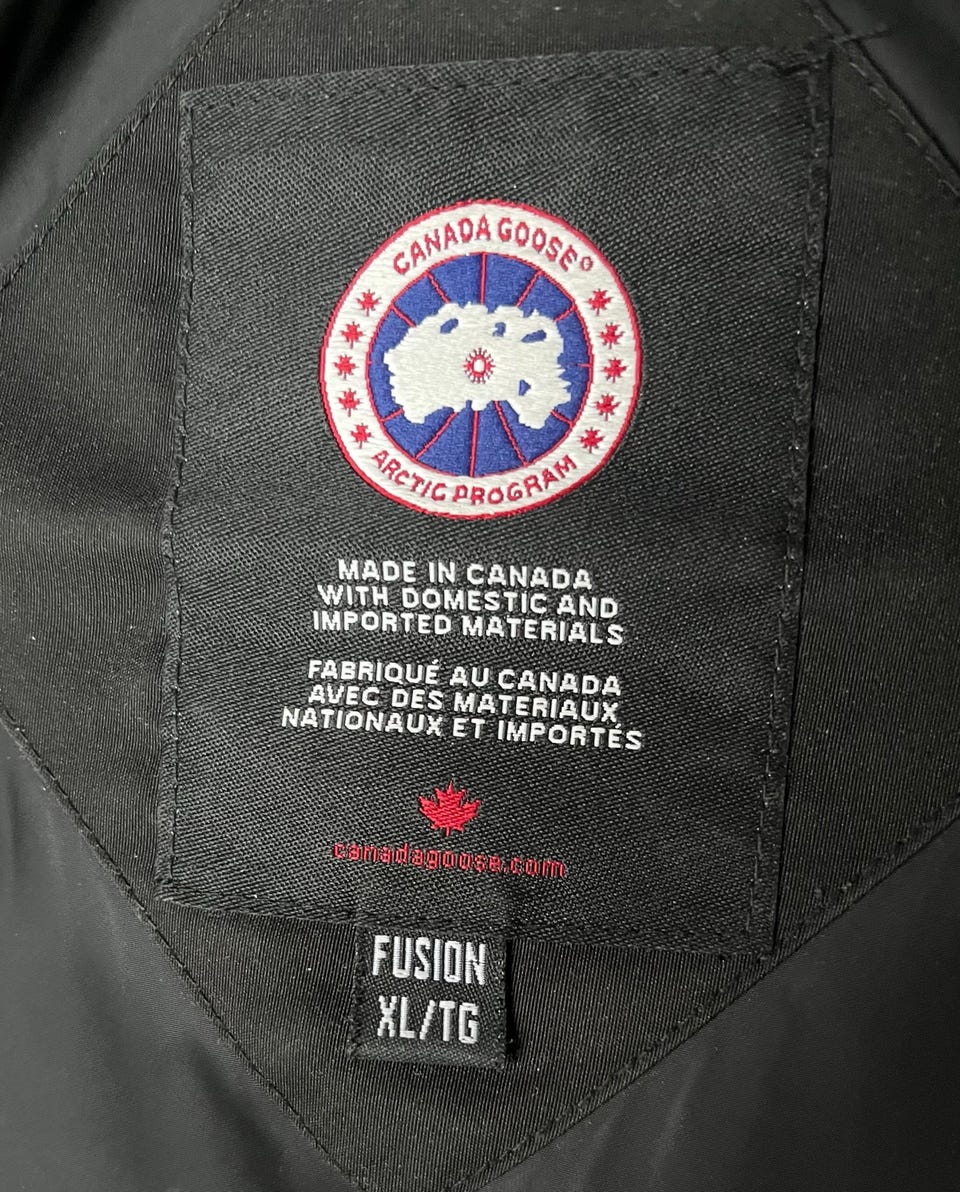 CANADA GOOSE®
ARCTIC PROGRAM
MADE IN CANADA
WITH DOMESTIC AND
IMPORTED MATERIALS
FABRIQUÉ AU CANADA
AVEC DES MATERIAUX
NATIONAUX ET IMPORTÉS
canadagoose.com
FUSION
XL/TG